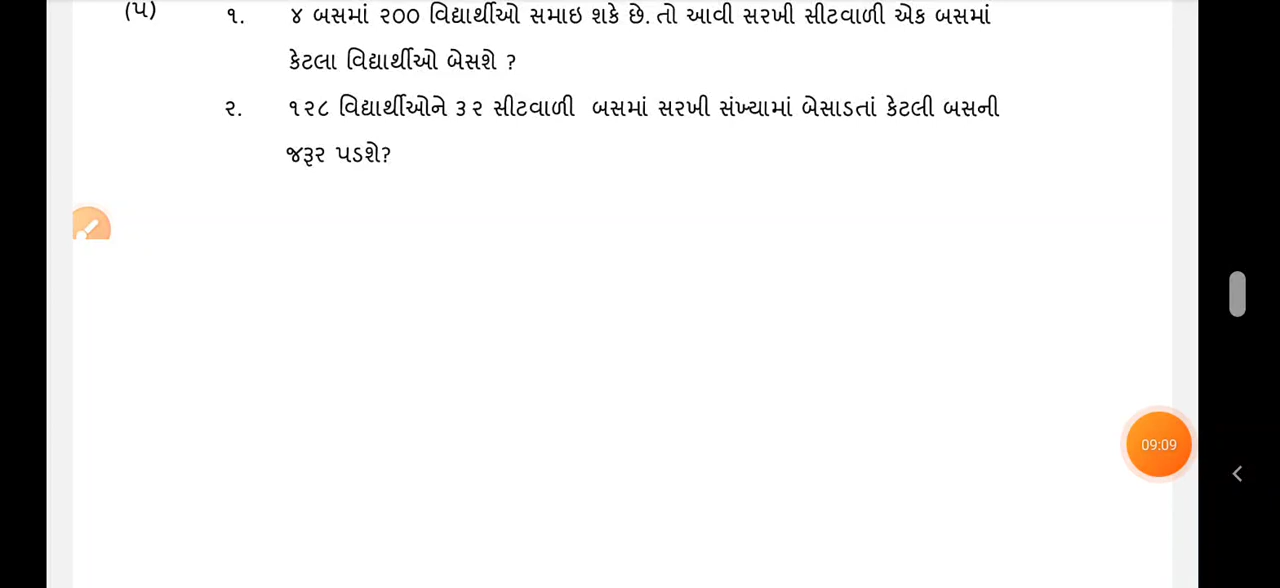 (૫) ૧. ૪ બસમાં ૨૦૦ વિદ્યાર્થીઓ સમાઇ શકે છે. તો આવી સરખી સીટવાળી એક બસમાં
કેટલા વિદ્યાર્થીઓ બેસશે ?
૨. ૧૨૮ વિદ્યાર્થીઓને ૩૨ સીટવાળી બસમાં સરખી સંખ્યામાં બેસાડતાં કેટલી બસની
જરૂર પડશે?
09:09